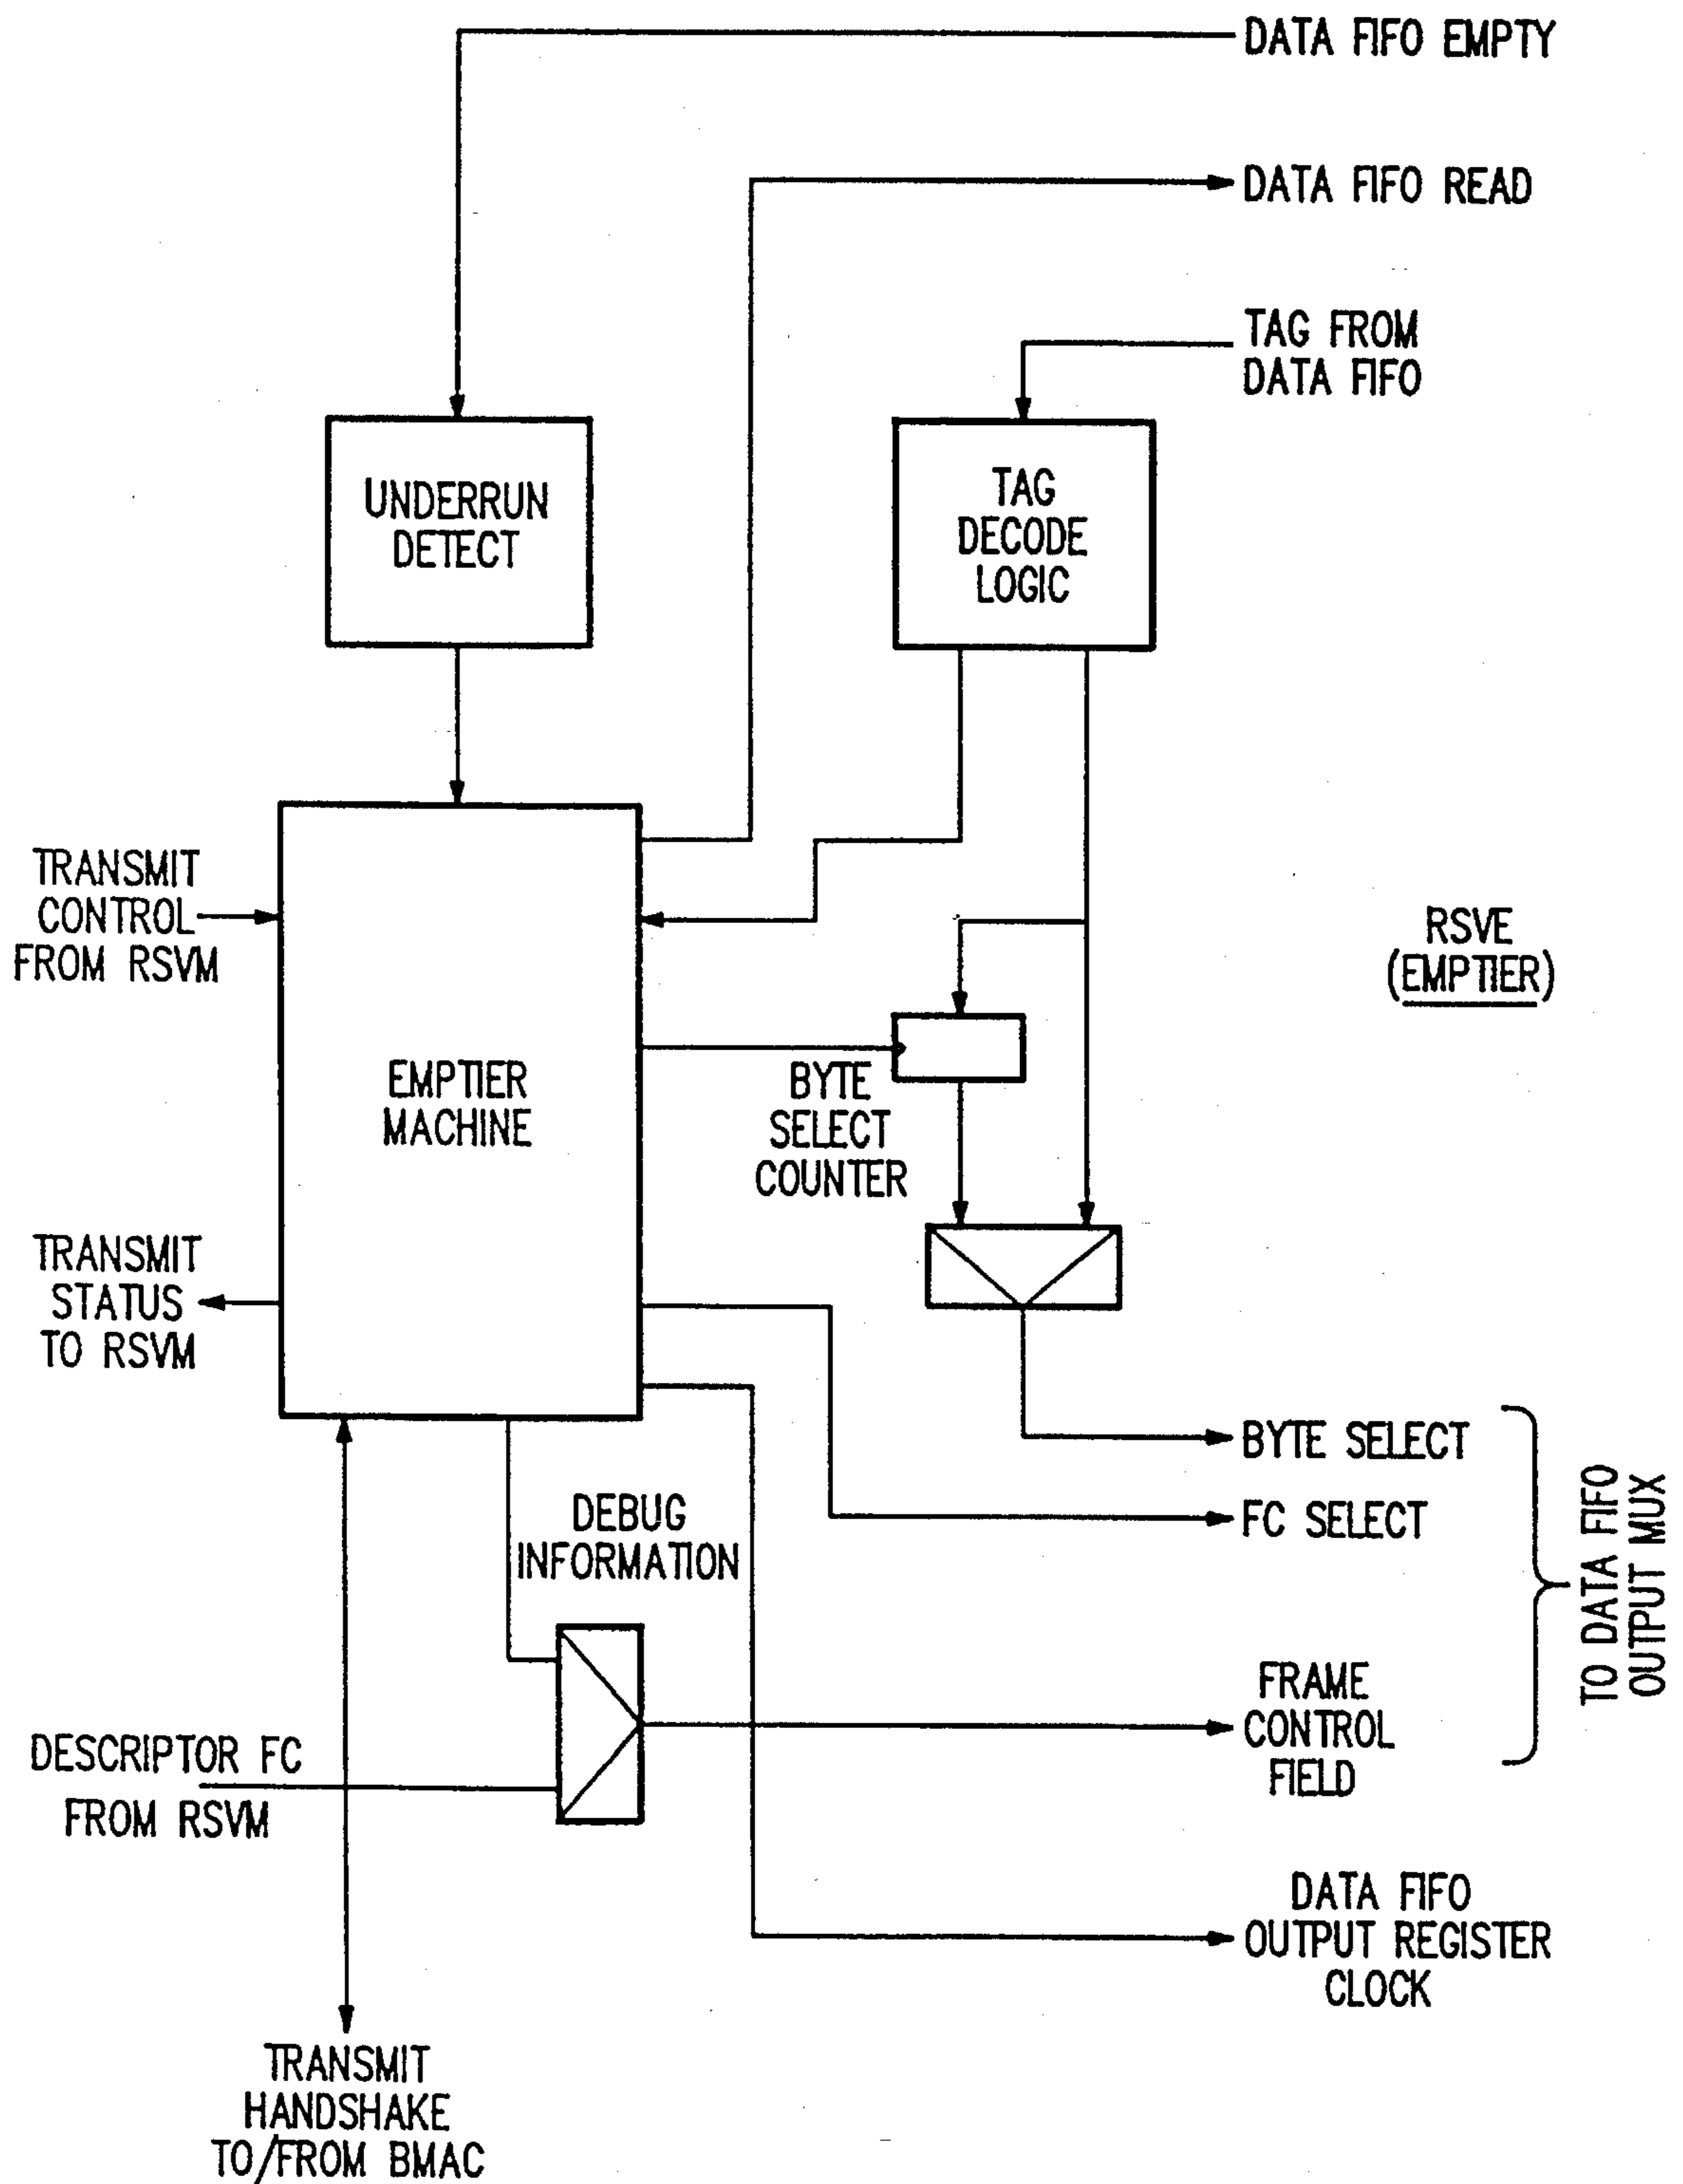 DATA FIFO EMPTY
DATA FIFO READ
TAG FROM
DATA FIFO
UNDERRUN
DETECT
TAG
DECODE
LOGIC
TRANSMIT
CONTROL
FROM RSVM
RSVE
(EMPTIER)
EMPTIER
MACHINE
BYTE
SELECT
COUNTER
TRANSMIT
STATUS
TO RSVM
BYTE SELECT
FC SELECT
TO DATA FIFO
OUTPUT MUX
DEBUG
INFORMATION
FRAME
CONTROL
FIELD
DESCRIPTOR FC
FROM RSVM
DATA FIFO
OUTPUT REGISTER
CLOCK
TRANSMIT
HANDSHAKE
TO/FROM BMAC